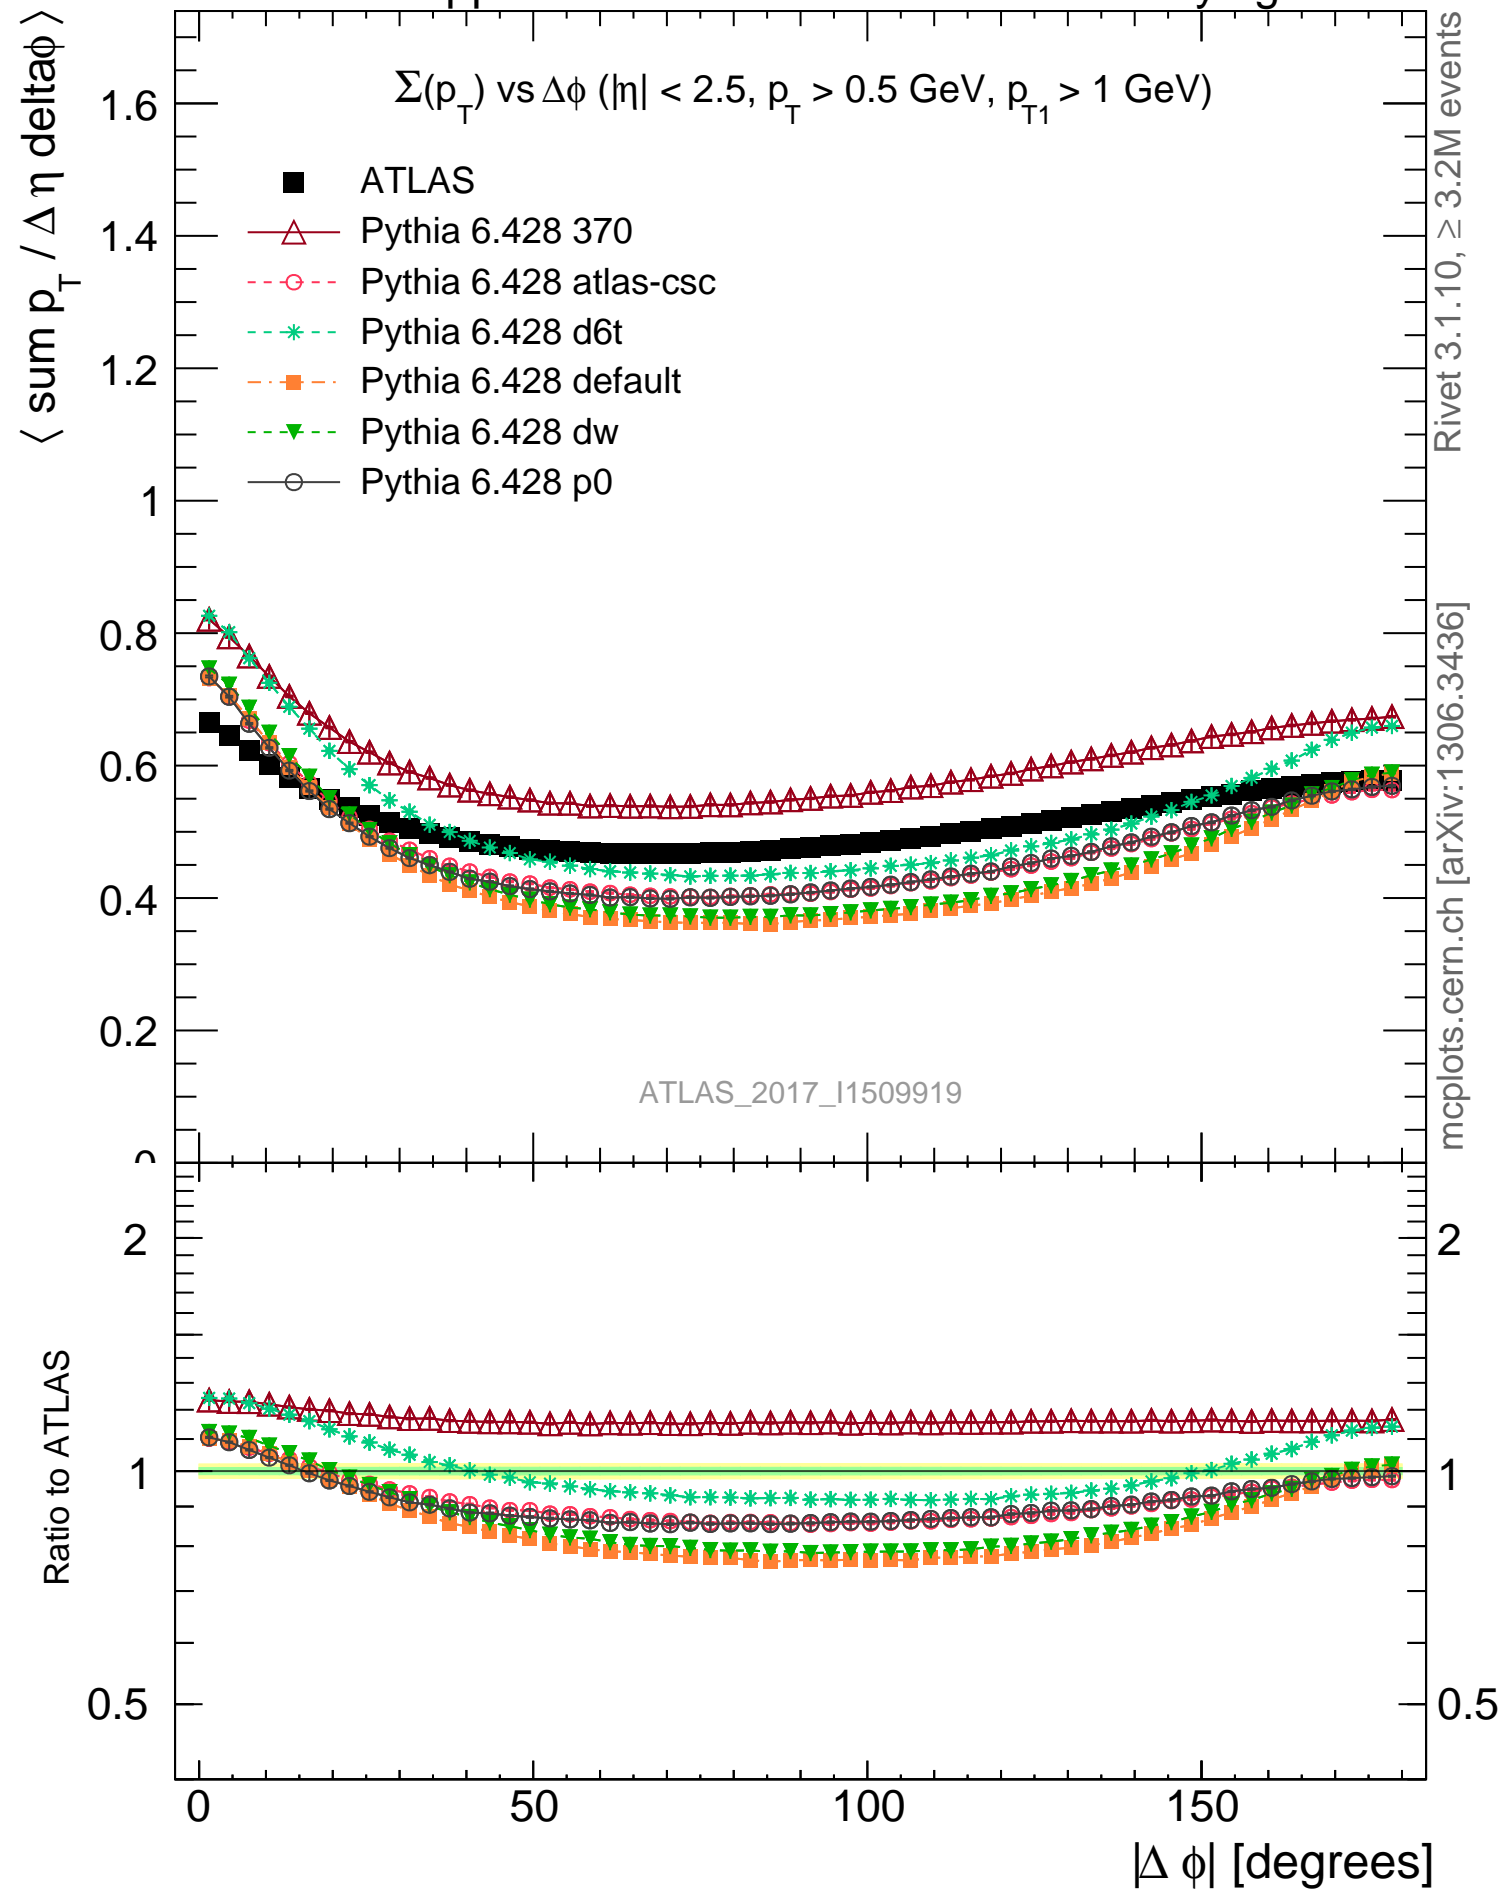 Σ(p_T) vs Δϕ (|η| < 2.5, p_T > 0.5 GeV, p_T1 > 1 GeV)
ATLAS
Pythia 6.428 370
Pythia 6.428 atlas-csc
Pythia 6.428 d6t
Pythia 6.428 default
Pythia 6.428 dw
Pythia 6.428 p0
⟨ sum p_T / Δη deltaϕ ⟩
1.6
1.4
1.2
1
0.8
0.6
0.4
0.2
0
ATLAS_2017_I1509919
Rivet 3.1.10, ≥ 3.2M events
mcplots.cern.ch [arXiv:1306.3436]
Ratio to ATLAS
2
1
0.5
2
1
0.5
0
50
100
150
|Δ ϕ| [degrees]